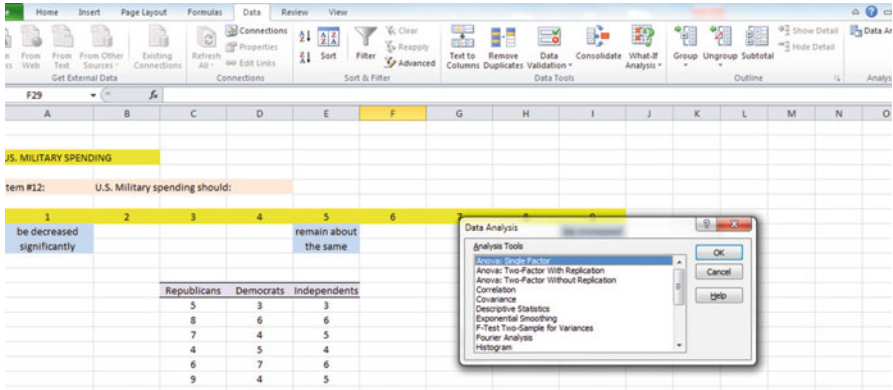 Home Insert Page Layout Formulas Data Review View
From Web
From Text
From Other Sources
Existing Connections
Refresh All
Connections
Properties
Edit Links
Sort
Filter
Clear
Reapply
Advanced
Text to Columns
Remove Duplicates
Data Validation
Consolidate
What-If Analysis
Group
Ungroup
Subtotal
Show Detail
Hide Detail
Data An
Get External Data Connections Sort & Filter Data Tools Outline Analys
F29 fx
A B C D E F G H I J K L M N O
US. MILITARY SPENDING
tem #12: U.S. Military spending should:
1 2 3 4 5 6
be decreased significantly
remain about the same
Republicans Democrats Independents
5 3 3
8 6 6
7 4 5
4 5 4
6 7 6
9 4 5
Data Analysis
Analysis Tools
Anova: Single Factor
Anova: Two-Factor With Replication
Anova: Two-Factor Without Replication
Correlation
Covariance
Descriptive Statistics
Exponential Smoothing
F-Test Two-Sample for Variances
Fourier Analysis
Histogram
OK
Cancel
Help